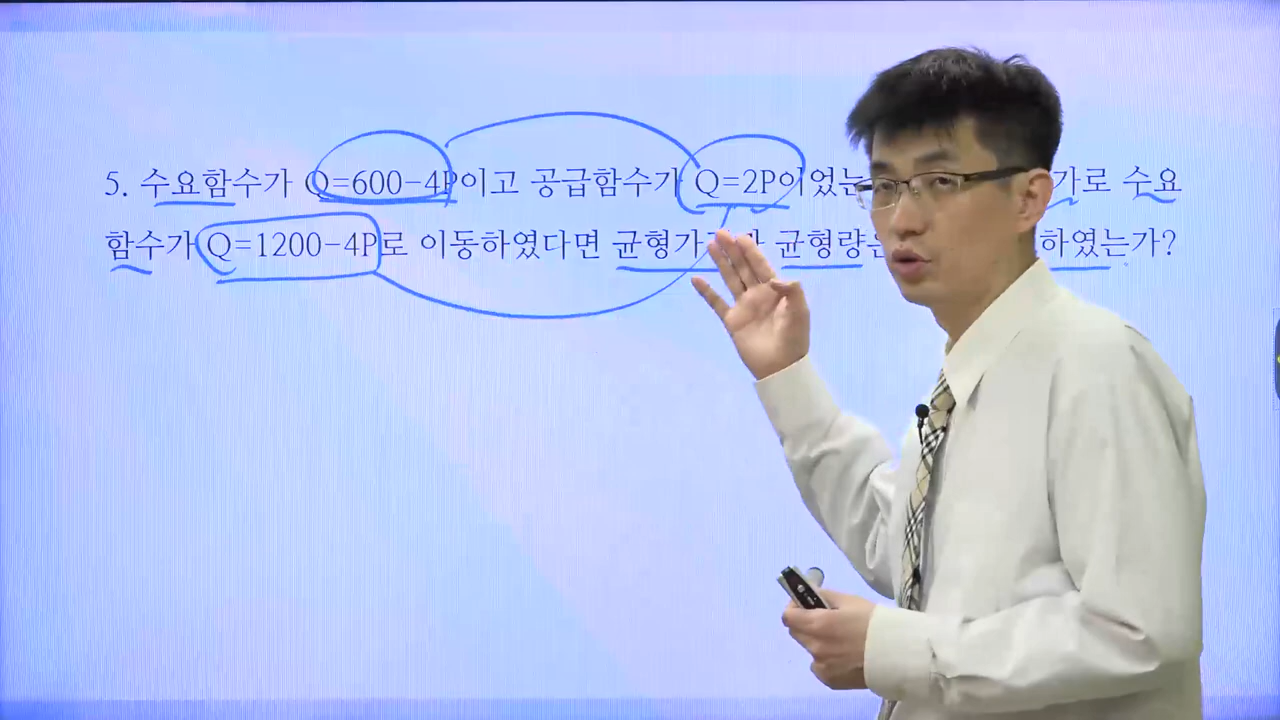 5. 수요함수가 Q=600-4P이고 공급함수가 Q=2P이었는 가로 수요
함수가 Q=1200-4P로 이동하였다면 균형가 균형량은 하였는가?